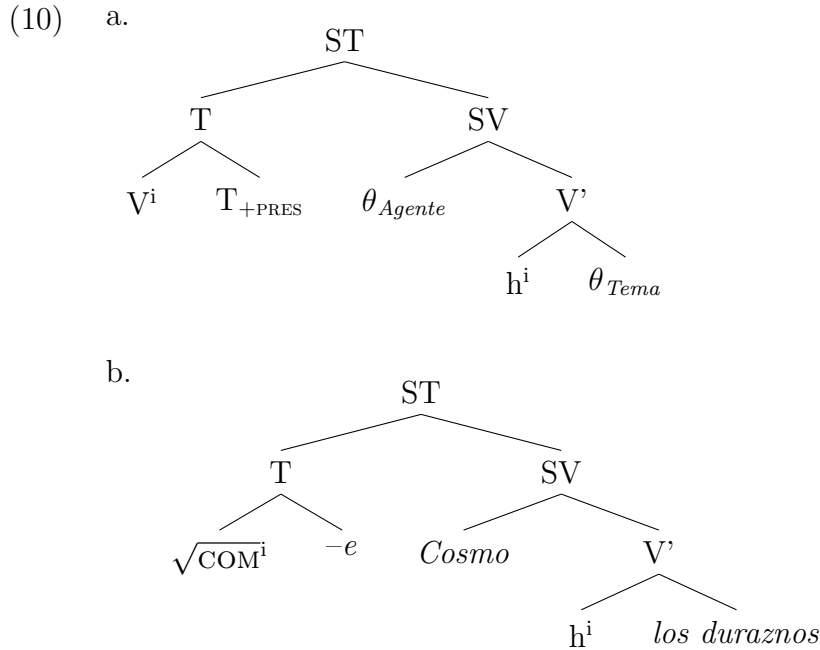 (10) a.
ST
T SV
Vⁱ T+PRES θAgente V'
hⁱ θTema
b.
ST
T SV
√COMⁱ –e Cosmo V'
hⁱ los duraznos